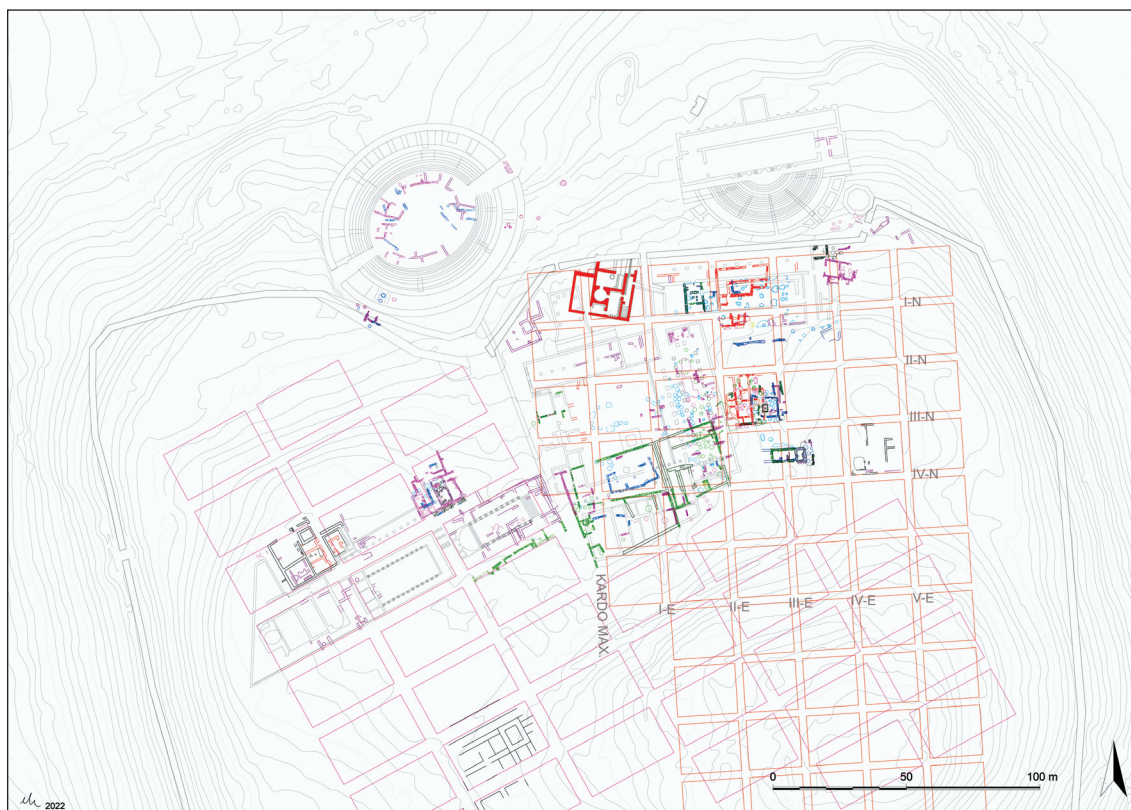 I-N
II-N
III-N
IV-N
KARDO MAX.
I-E
II-E
III-E
IV-E
V-E
0
50
100 m
2022